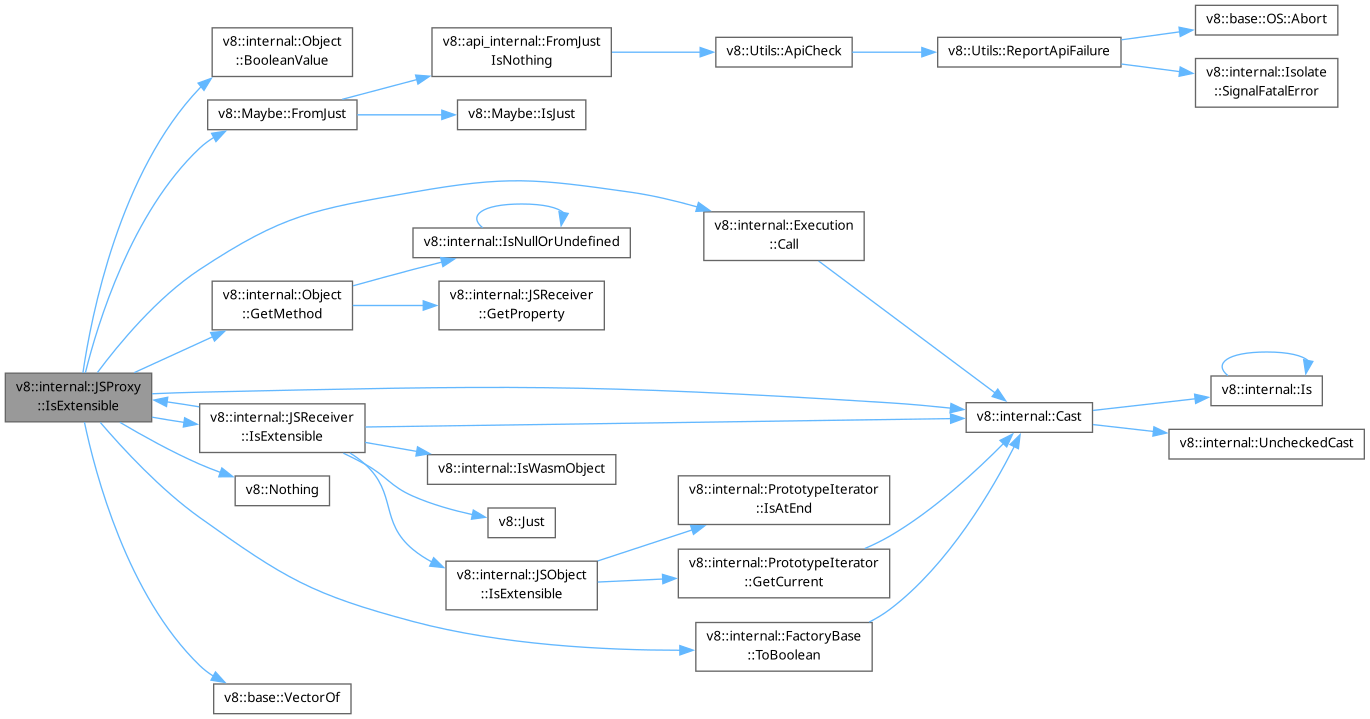 v8::base::OS::Abort
v8::internal::Object
::BooleanValue
v8::api_internal::FromJust
IsNothing
v8::Utils::ApiCheck
v8::Utils::ReportApiFailure
v8::internal::Isolate
::SignalFatalError
v8::Maybe::FromJust
v8::Maybe::IsJust
v8::internal::IsNullOrUndefined
v8::internal::Execution
::Call
v8::internal::Object
::GetMethod
v8::internal::JSReceiver
::GetProperty
v8::internal::JSProxy
::IsExtensible
v8::internal::Is
v8::internal::JSReceiver
::IsExtensible
v8::internal::Cast
v8::internal::UncheckedCast
v8::internal::IsWasmObject
v8::Nothing
v8::internal::PrototypeIterator
::IsAtEnd
v8::Just
v8::internal::JSObject
::IsExtensible
v8::internal::PrototypeIterator
::GetCurrent
v8::internal::FactoryBase
::ToBoolean
v8::base::VectorOf